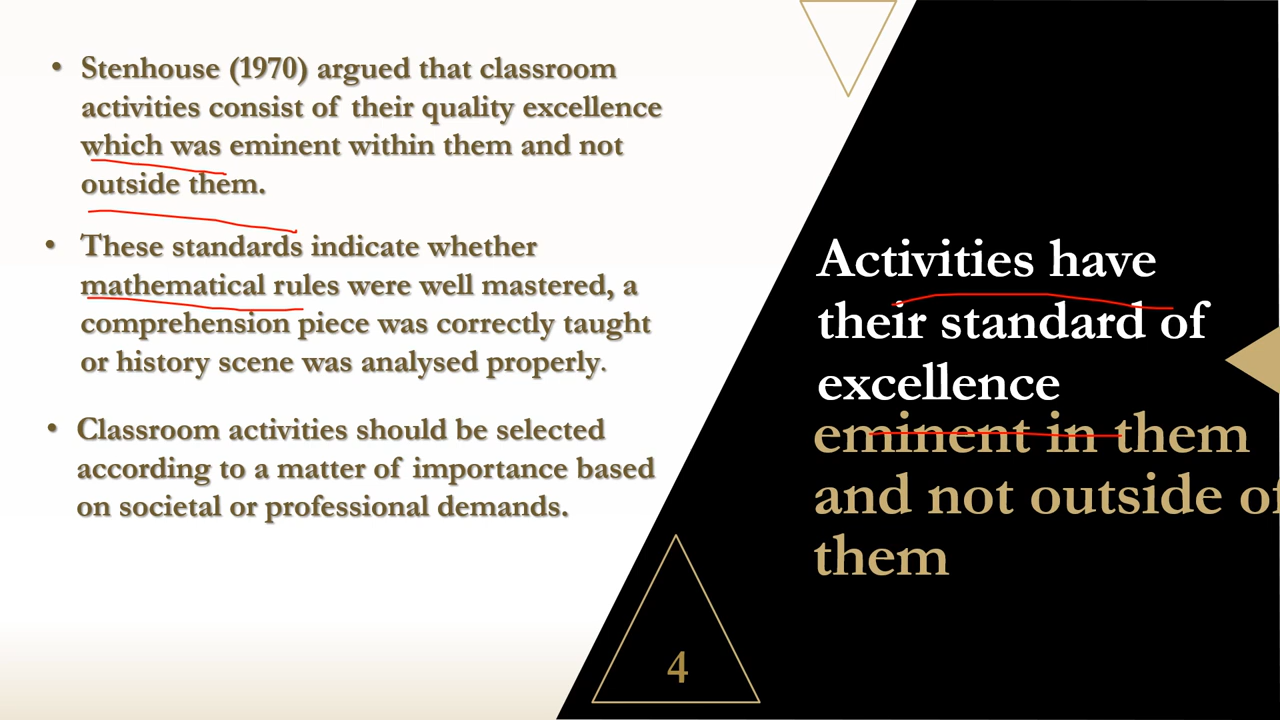 • Stenhouse (1970) argued that classroom
activities consist of their quality excellence
which was eminent within them and not
outside them.
• These standards indicate whether
mathematical rules were well mastered, a
comprehension piece was correctly taught
or history scene was analysed properly.
• Classroom activities should be selected
according to a matter of importance based
on societal or professional demands.
Activities have
their standard of
excellence
eminent in them
and not outside of
them
4